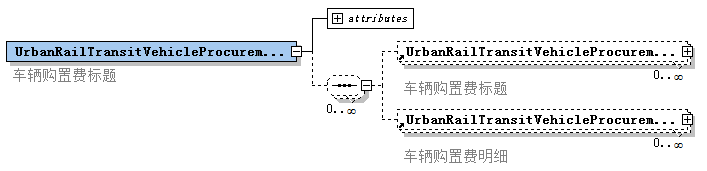 attributes
UrbanRailTransitVehicleProcurem...
车辆购置费标题
UrbanRailTransitVehicleProcurem...
0..∞
车辆购置费标题
0..∞
UrbanRailTransitVehicleProcurem...
0..∞
车辆购置费明细